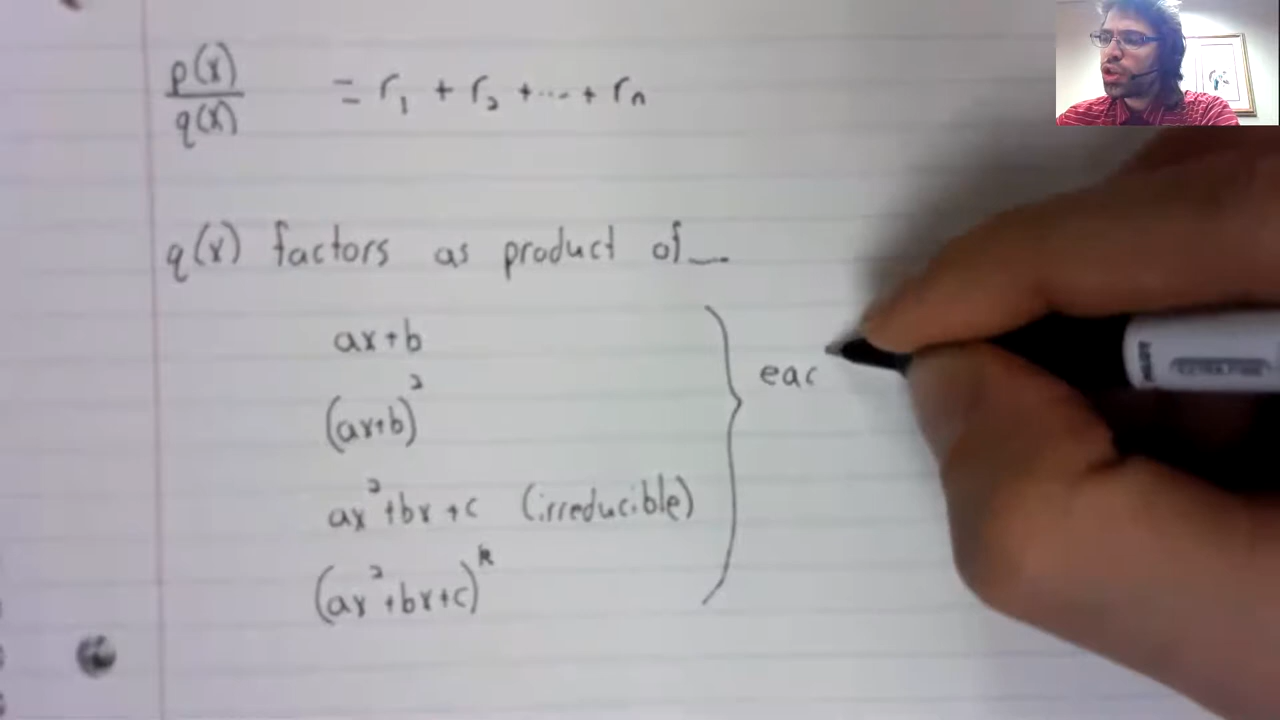 p(x)/q(x) = r₁ + r₂ + ... + rₙ
q(x) factors as product of
ax+b
(ax+b)²
ax²+bx+c (irreducible)
(ax²+bx+c)ᵏ
eac